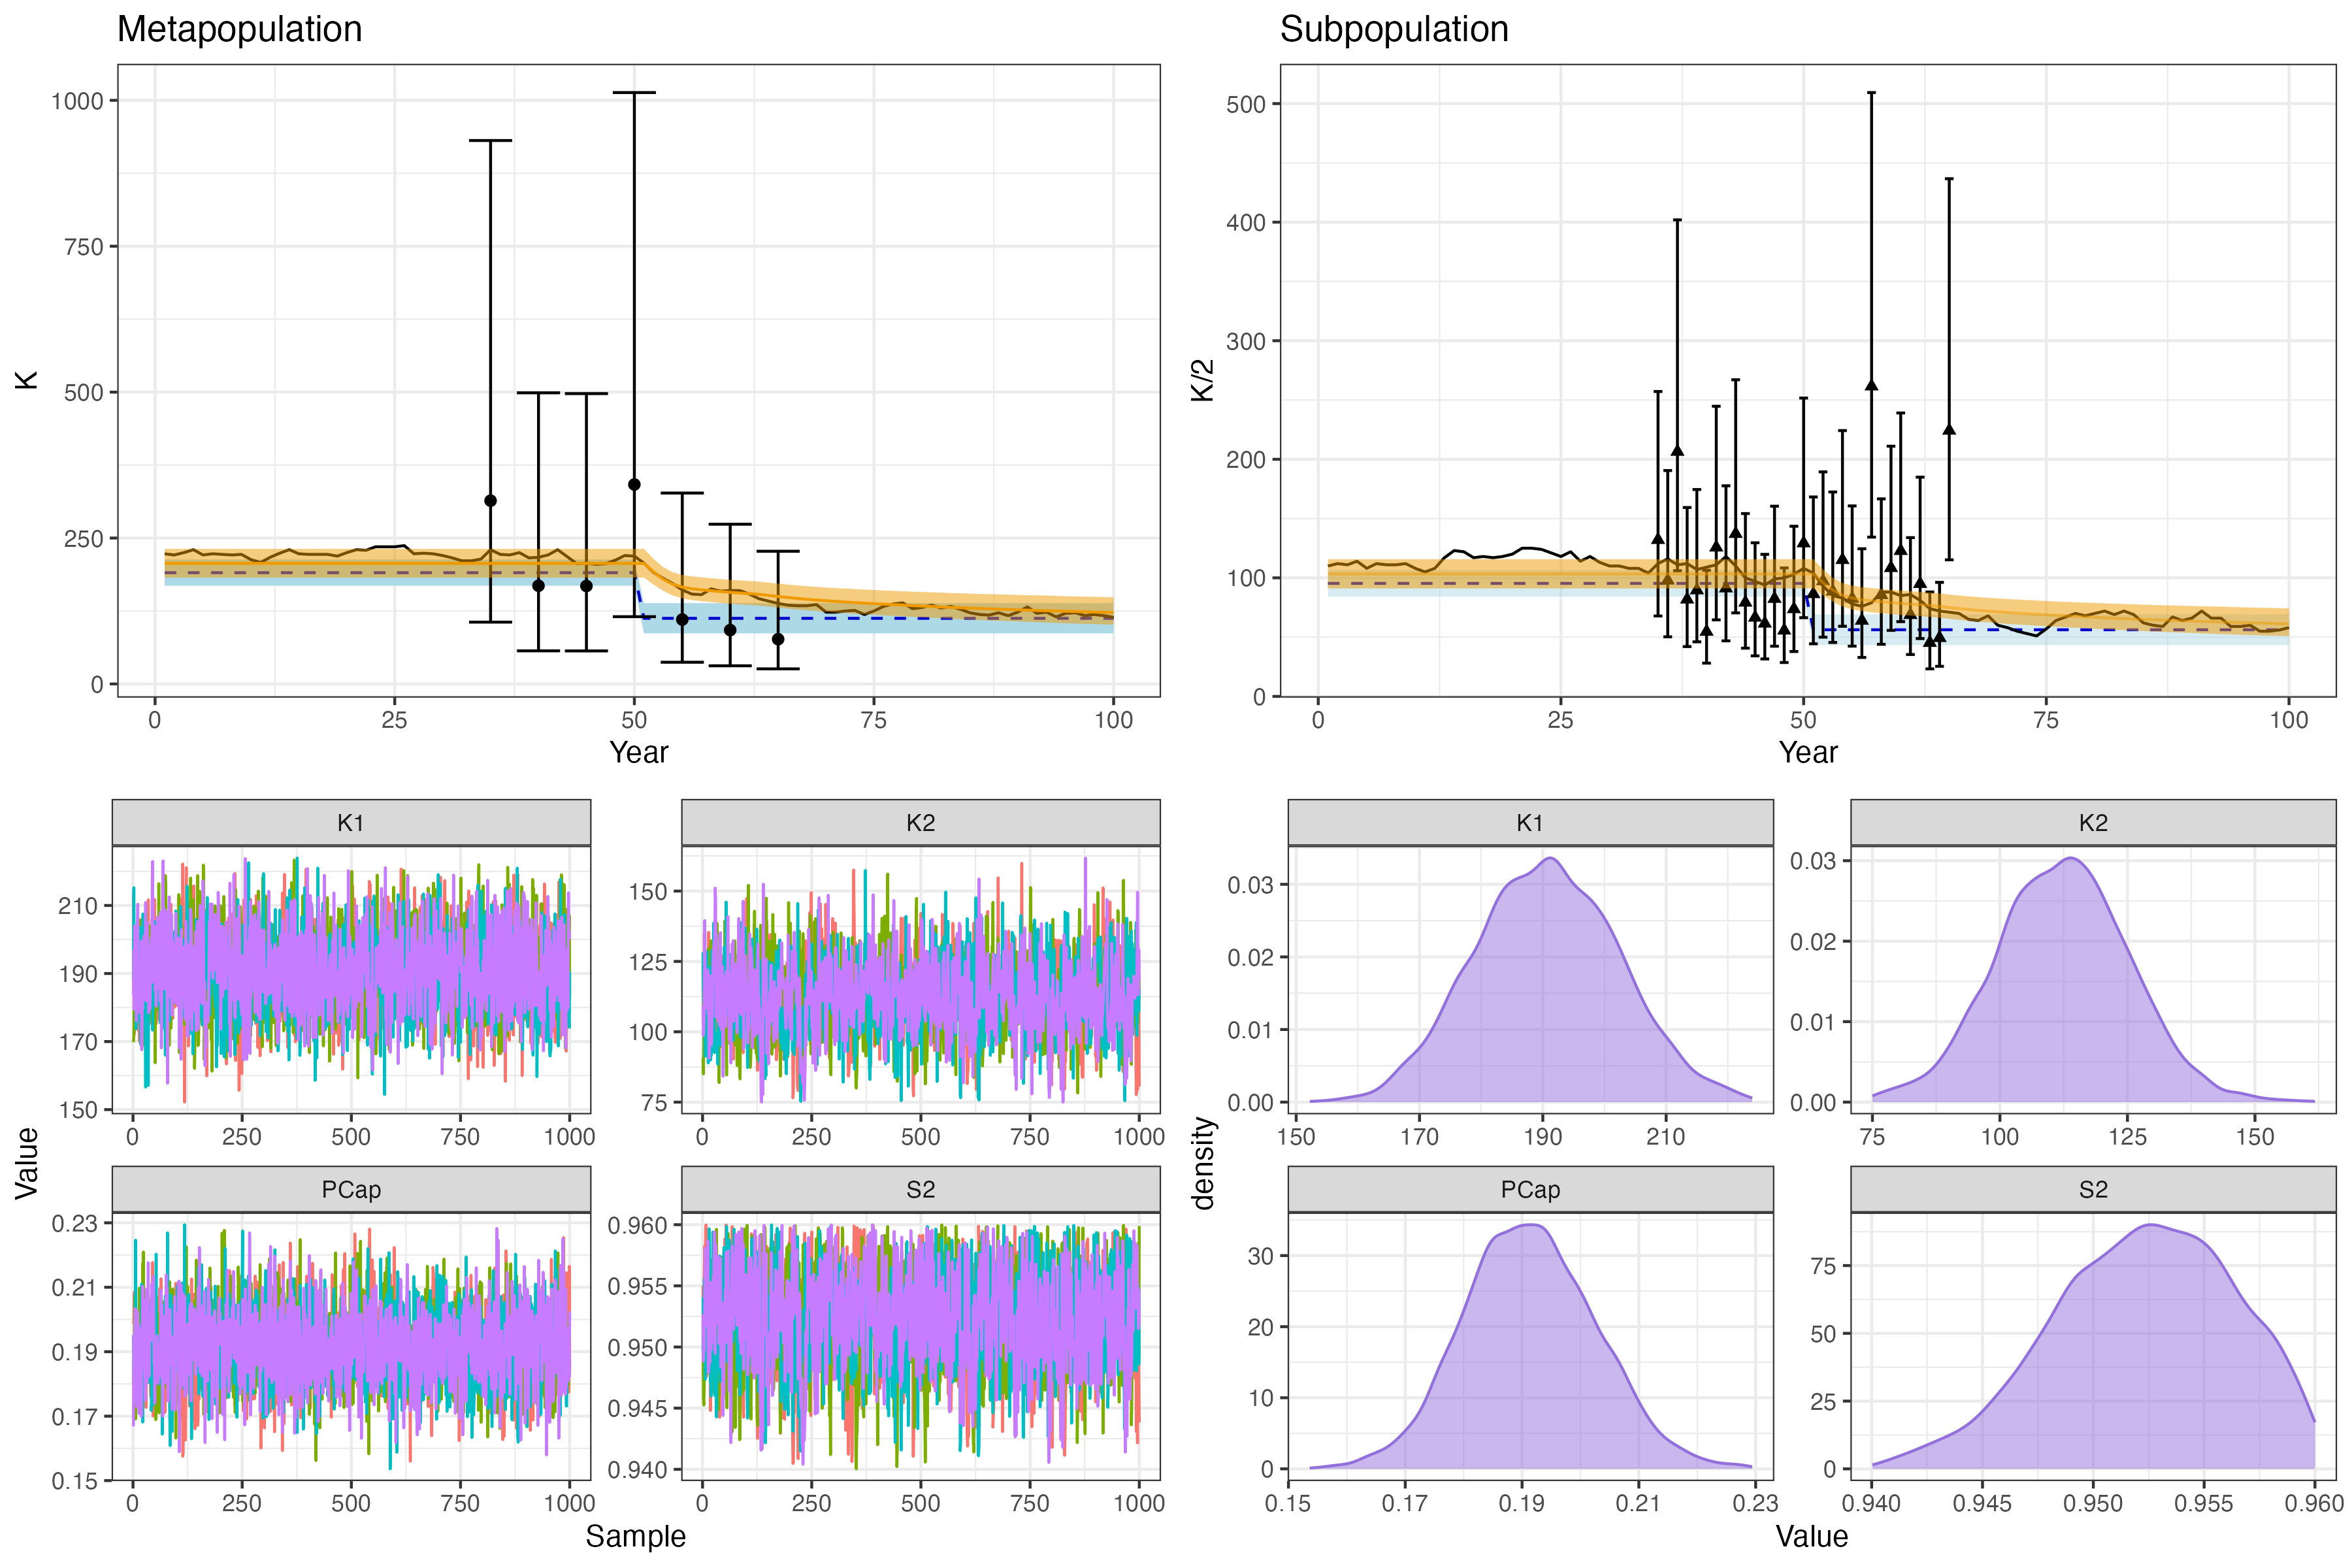 Metapopulation
K
1000
750
500
250
0
0 25 50 75 100
Year
Subpopulation
K/2
500
400
300
200
100
0
0 25 50 75 100
Year
Value
K1
210
190
170
150
0 250 500 750 1000
K2
150
125
100
75
0 250 500 750 1000
PCap
0.23
0.21
0.19
0.17
0.15
0 250 500 750 1000
S2
0.960
0.955
0.950
0.945
0.940
0 250 500 750 1000
Sample
density
K1
0.03
0.02
0.01
0.00
150 170 190 210
K2
0.03
0.02
0.01
0.00
75 100 125 150
PCap
30
20
10
0
0.15 0.17 0.19 0.21 0.23
S2
75
50
25
0
0.940 0.945 0.950 0.955 0.960
Value